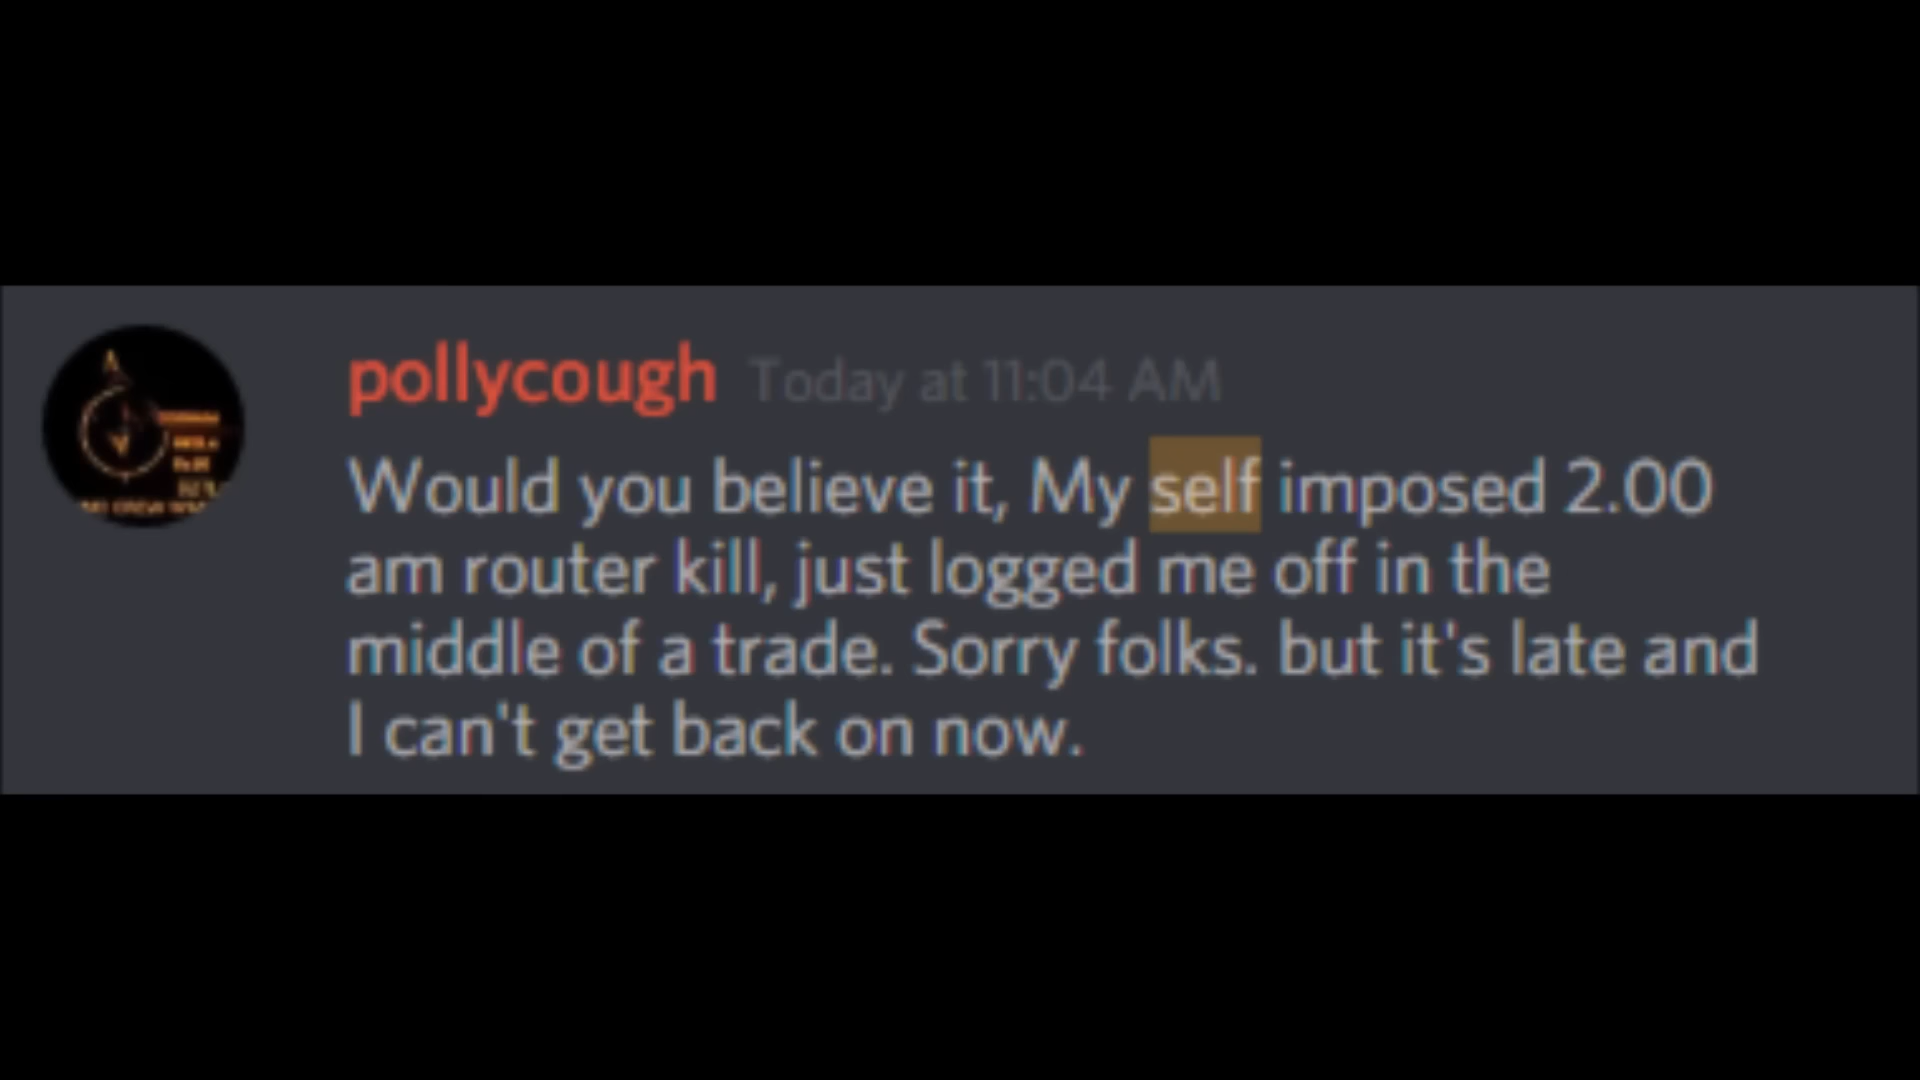 pollycough Today at 11:04 AM
Would you believe it, My self imposed 2.00
am router kill, just logged me off in the
middle of a trade. Sorry folks. but it's late and
I can't get back on now.